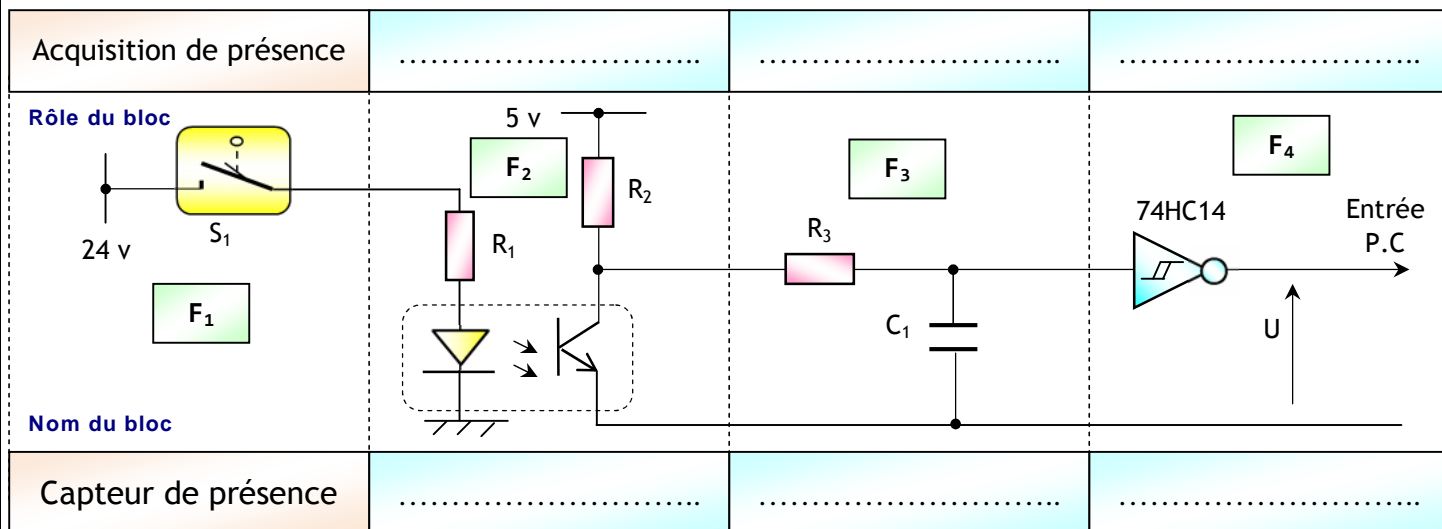 Acquisition de présence
...........................
...........................
...........................
Rôle du bloc
24 v
S1
F1
5 v
F2
R2
R1
F3
R3
C1
F4
74HC14
Entrée
P.C
U
Nom du bloc
Capteur de présence
...........................
...........................
...........................